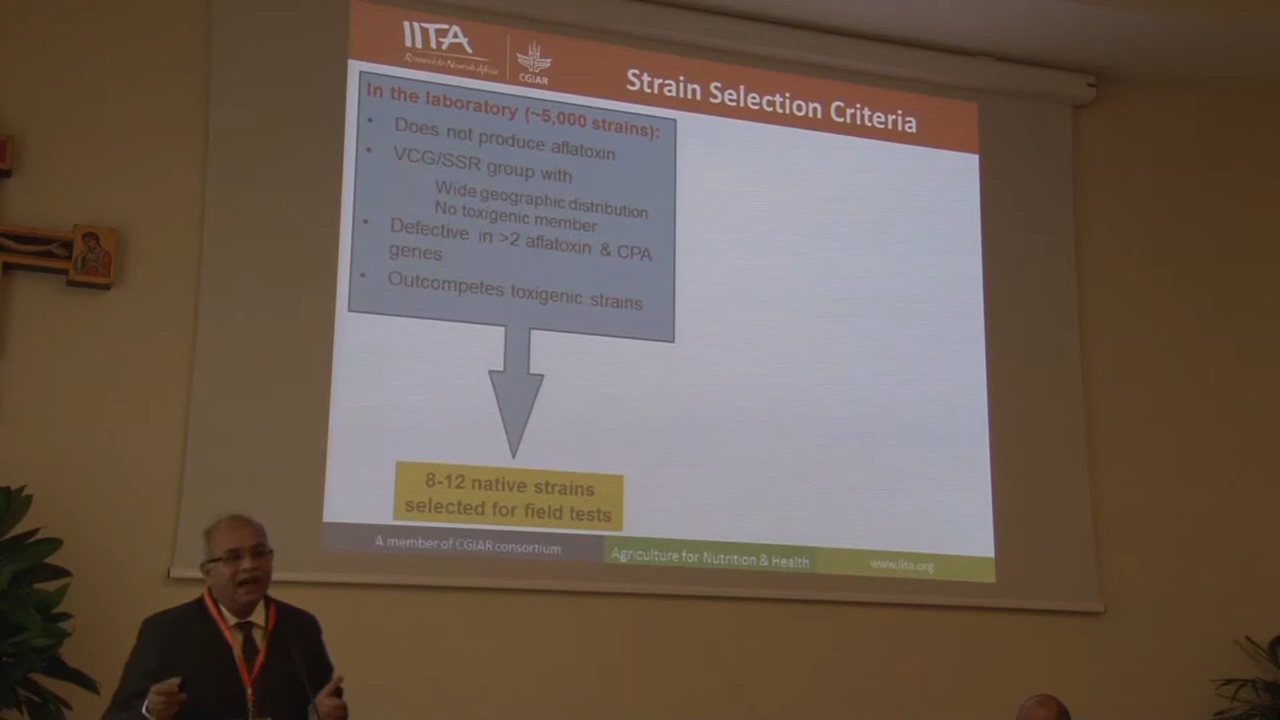 IITA
Research to Nourish Africa
CGIAR
Strain Selection Criteria
In the laboratory (~5,000 strains):
• Does not produce aflatoxin
• VCG/SSR group with
Wide geographic distribution
No toxigenic member
• Defective in >2 aflatoxin & CPA
genes
• Outcompetes toxigenic strains
8-12 native strains
selected for field tests
A member of CGIAR consortium
Agriculture for Nutrition & Health
www.iita.org